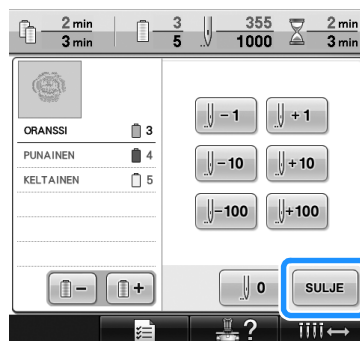 2 min 3 355 2 min
3 min 5 1000 3 min
ORANSSI 3
PUNAINEN 4
KELTAINEN 5
-1 +1
-10 +10
-100 +100
- + 0 SULJE
?